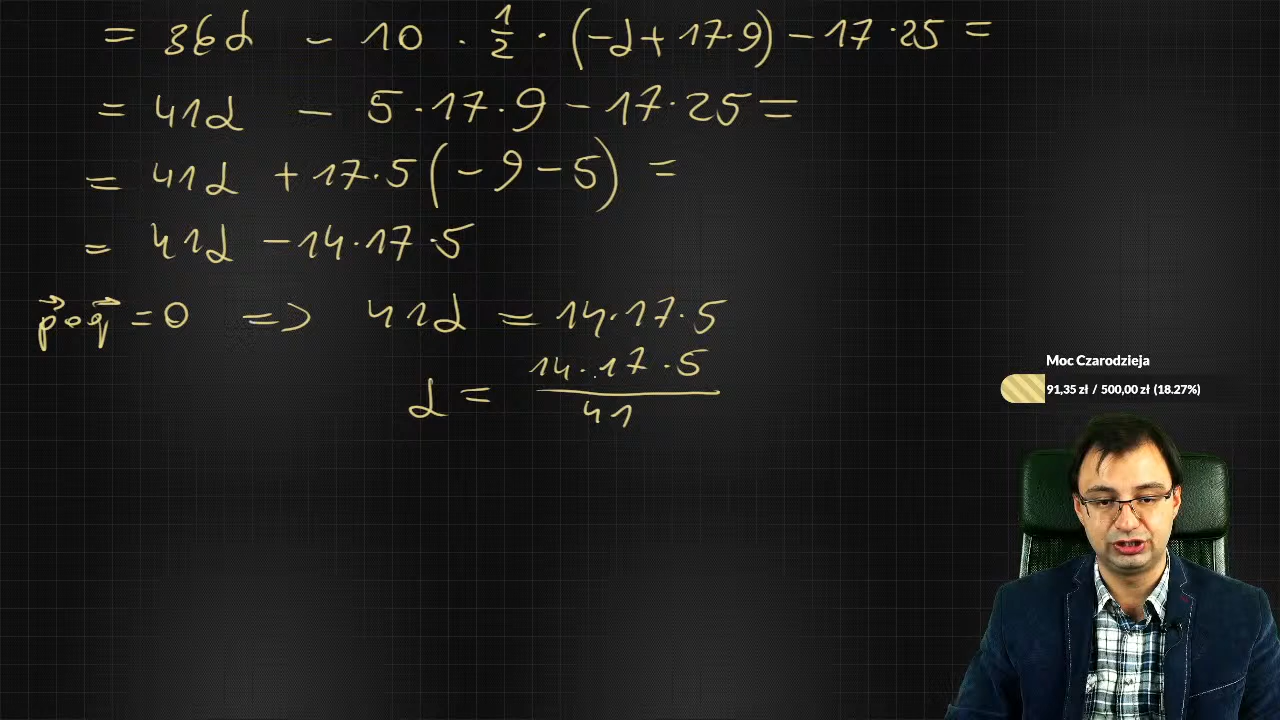 = 36α - 10 · 1/2 · (-α + 17·9) - 17·25 =
= 41α - 5·17·9 - 17·25 =
= 41α + 17·5(-9-5) =
= 41α - 14·17·5
p⃗∘q⃗ = 0 => 41α = 14·17·5
α = 14·17·5/41
Moc Czarodzieja
91,35 zł / 500,00 zł (18.27%)